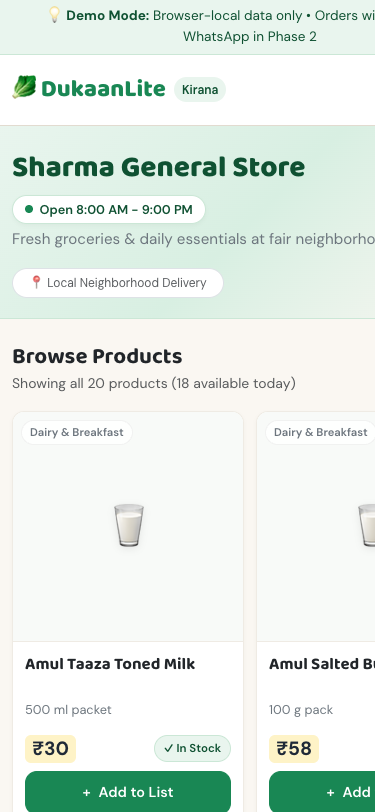 Demo Mode: Browser-local data only • Orders
WhatsApp in Phase 2
DukaanLite Kirana
Sharma General Store
Open 8:00 AM - 9:00 PM
Fresh groceries & daily essentials at fair
Local Neighborhood Delivery
Browse Products
Showing all 20 products (18 available today)
Dairy & Breakfast
Dairy & Breakfast
Amul Taaza Toned Milk
Amul Salted
500 ml packet
100 g pack
₹30
✓ In Stock
₹58
+ Add to List
+ Add